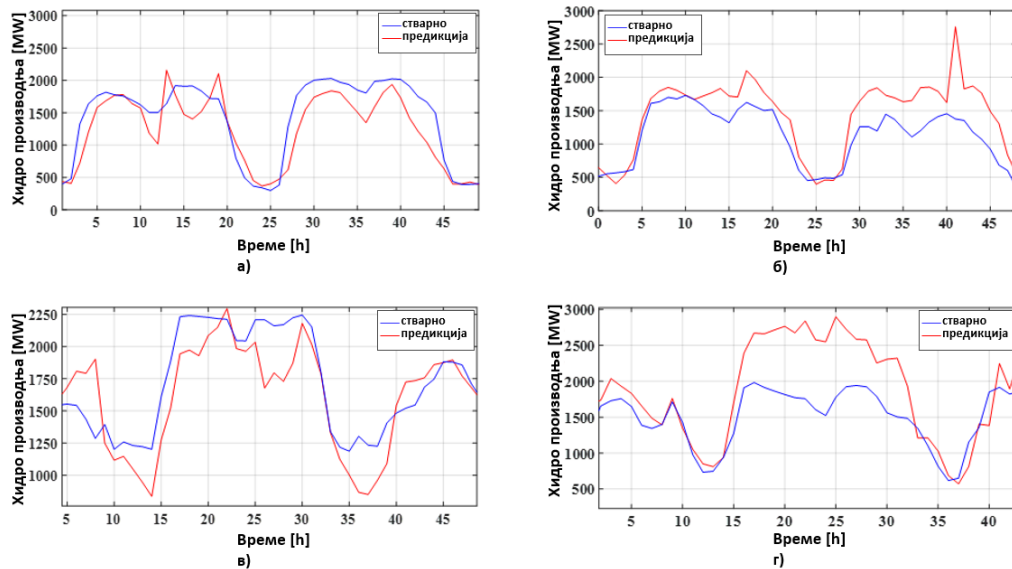 Хидро производња [MW]
3000
2500
2000
1500
1000
500
0
стварно
предикција
5 10 15 20 25 30 35 40 45
Време [h]
а)
Хидро производња [MW]
3000
2500
2000
1500
1000
500
0
стварно
предикција
0 5 10 15 20 25 30 35 40 45
Време [h]
б)
Хидро производња [MW]
2250
2000
1750
1500
1250
1000
стварно
предикција
5 10 15 20 25 30 35 40 45
Време [h]
в)
Хидро производња [MW]
3000
2500
2000
1500
1000
500
стварно
предикција
5 10 15 20 25 30 35 40
Време [h]
г)